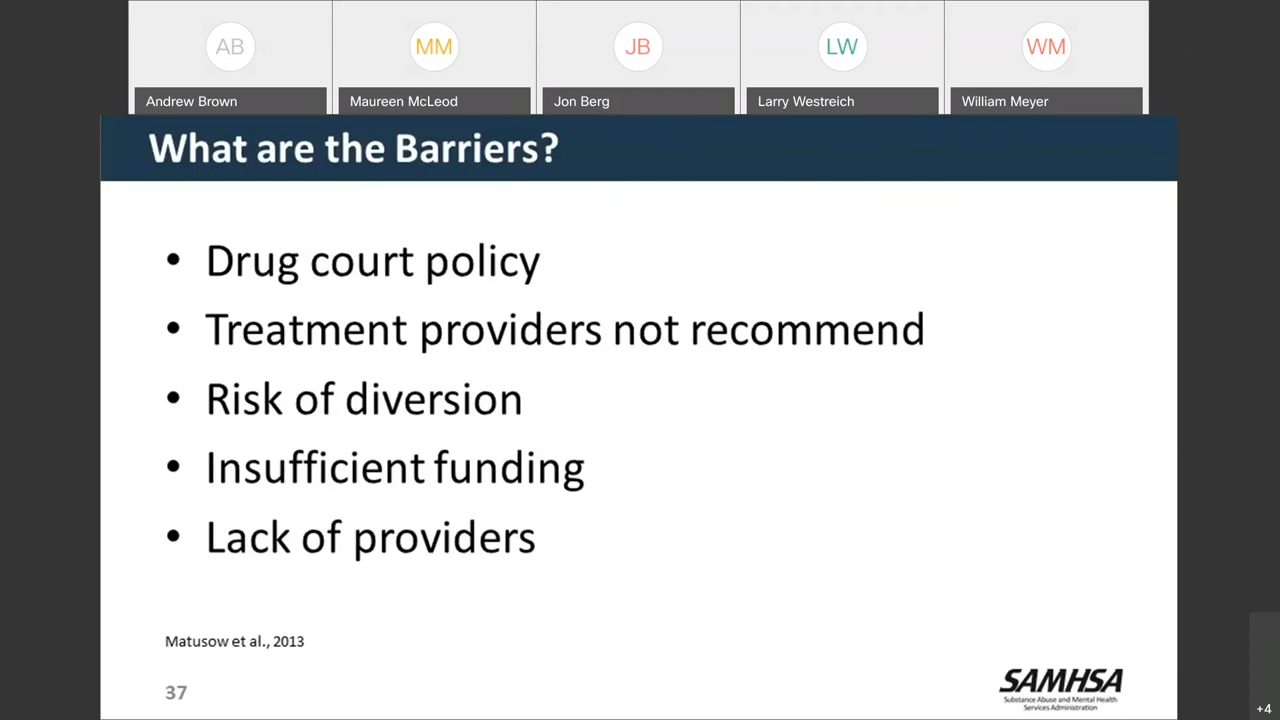 AB
MM
JB
LW
WM
Andrew Brown
Maureen McLeod
Jon Berg
Larry Westreich
William Meyer
What are the Barriers?
• Drug court policy
• Treatment providers not recommend
• Risk of diversion
• Insufficient funding
• Lack of providers
Matusow et al., 2013
37
SAMHSA
Substance Abuse and Mental Health
Services Administration
+4